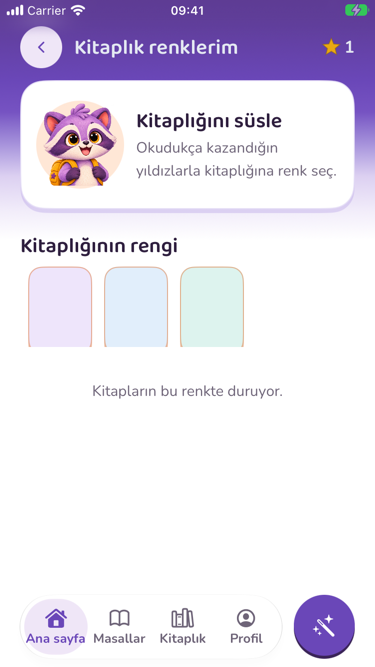 Carrier 09:41
Kitaplık renklerim 1
Kitaplığını süsle
Okudukça kazandığın
yıldızlarla kitaplığına renk seç.
Kitaplığının rengi
Kitapların bu renkte duruyor.
Ana sayfa Masallar Kitaplık Profil